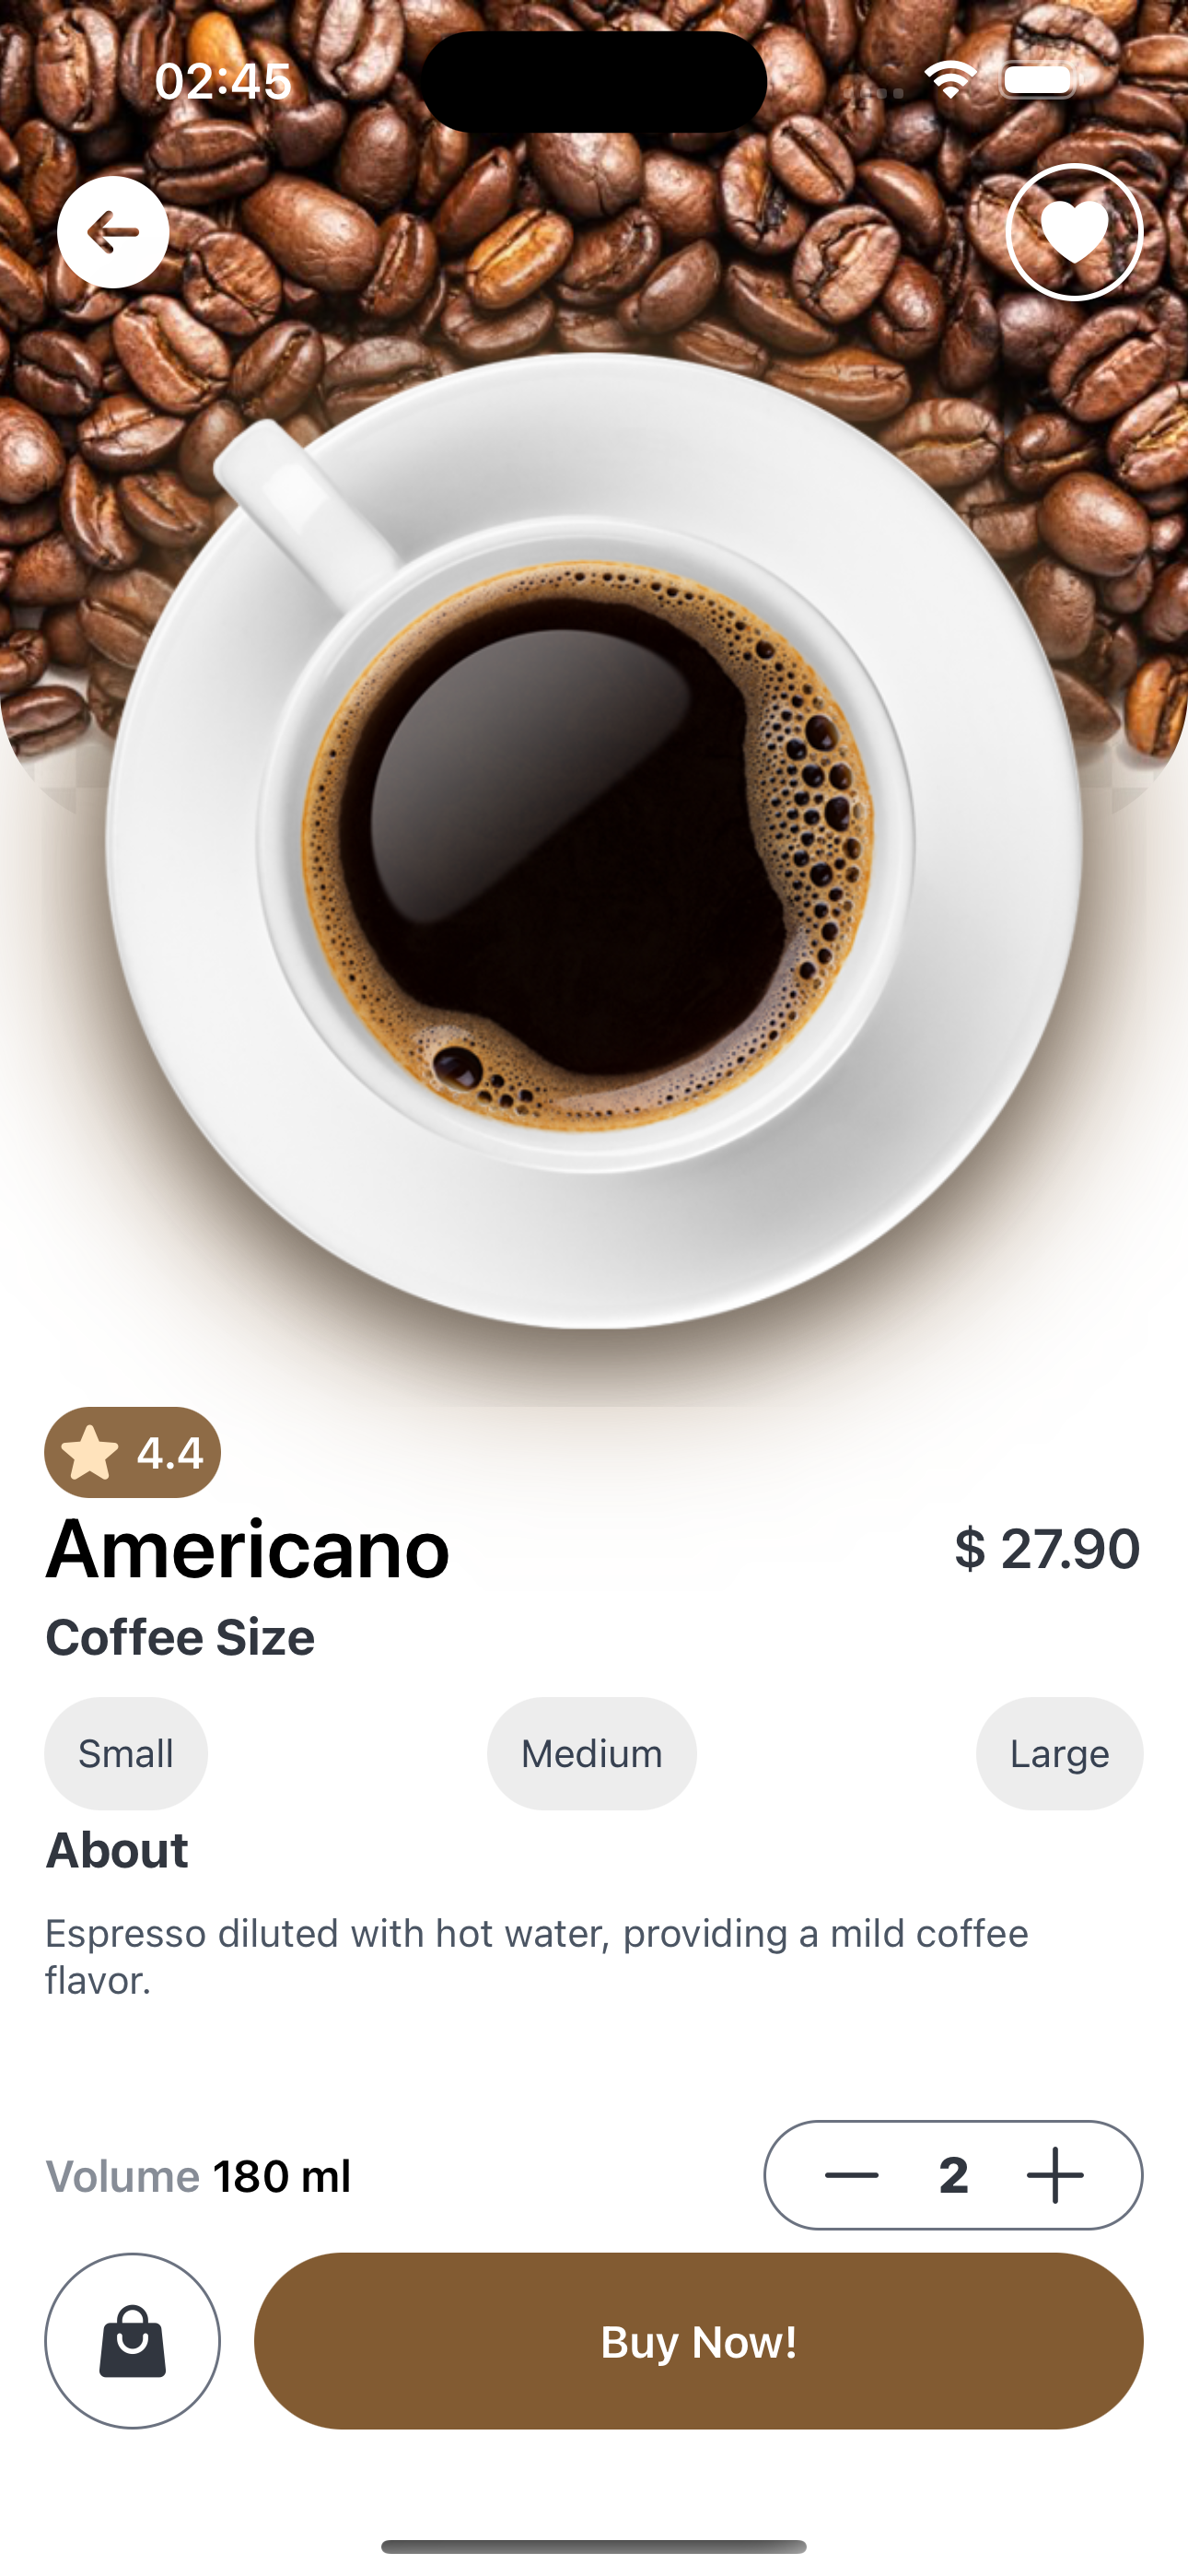 02:45
4.4
Americano
$ 27.90
Coffee Size
Small Medium Large
About
Espresso diluted with hot water, providing a mild coffee
flavor.
Volume 180 ml
2
Buy Now!